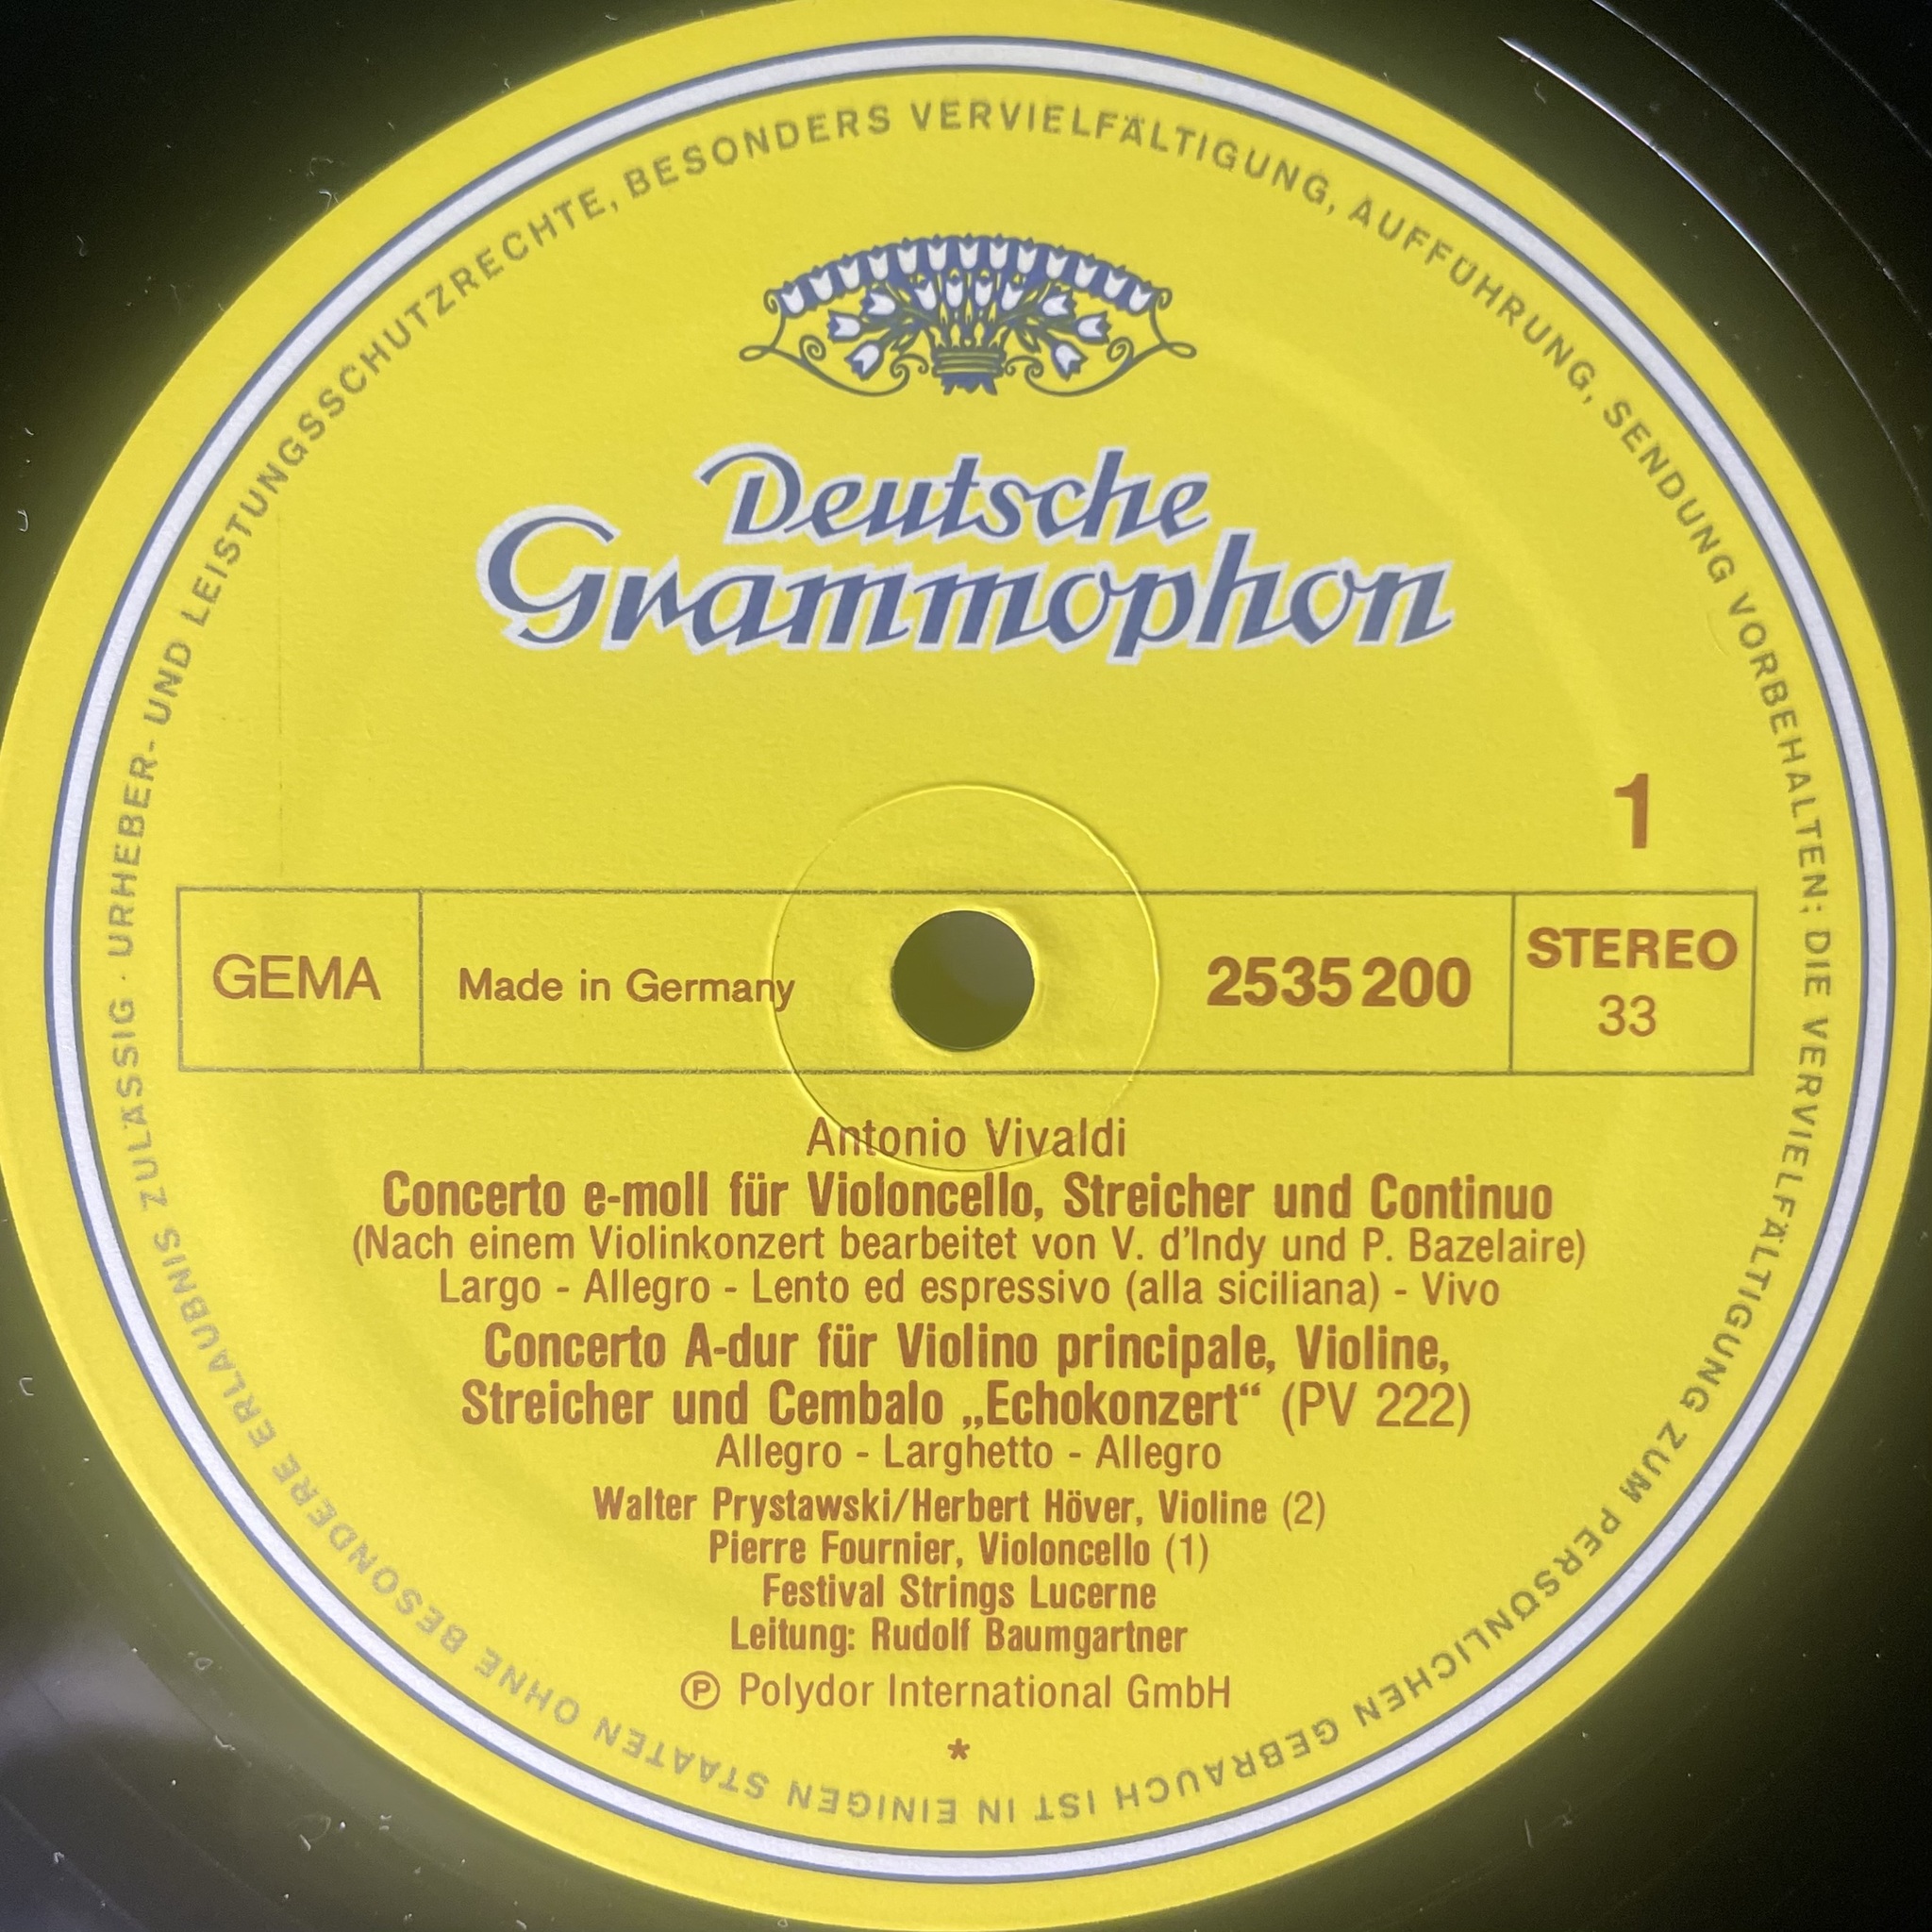 URHEBER- UND LEISTUNGSSCHUTZRECHTE, BESONDERS VERVIELFÄLTIGUNG, AUFFÜHRUNG, SENDUNG VORBEHALTEN; DIE VERVIELFÄLTIGUNG ZUM PERSÖNLICHEN GEBRAUCH IST IN EINIGEN STAATEN OHNE BESONDERE ERLAUBNIS ZULÄSSIG ·
Deutsche
Grammophon
1
GEMA
Made in Germany
2535 200
STEREO
33
Antonio Vivaldi
Concerto e-moll für Violoncello, Streicher und Continuo
(Nach einem Violinkonzert bearbeitet von V. d'Indy und P. Bazelaire)
Largo - Allegro - Lento ed espressivo (alla siciliana) - Vivo
Concerto A-dur für Violino principale, Violine,
Streicher und Cembalo „Echokonzert“ (PV 222)
Allegro - Larghetto - Allegro
Walter Prystawski/Herbert Höver, Violine (2)
Pierre Fournier, Violoncello (1)
Festival Strings Lucerne
Leitung: Rudolf Baumgartner
Ⓟ Polydor International GmbH
*